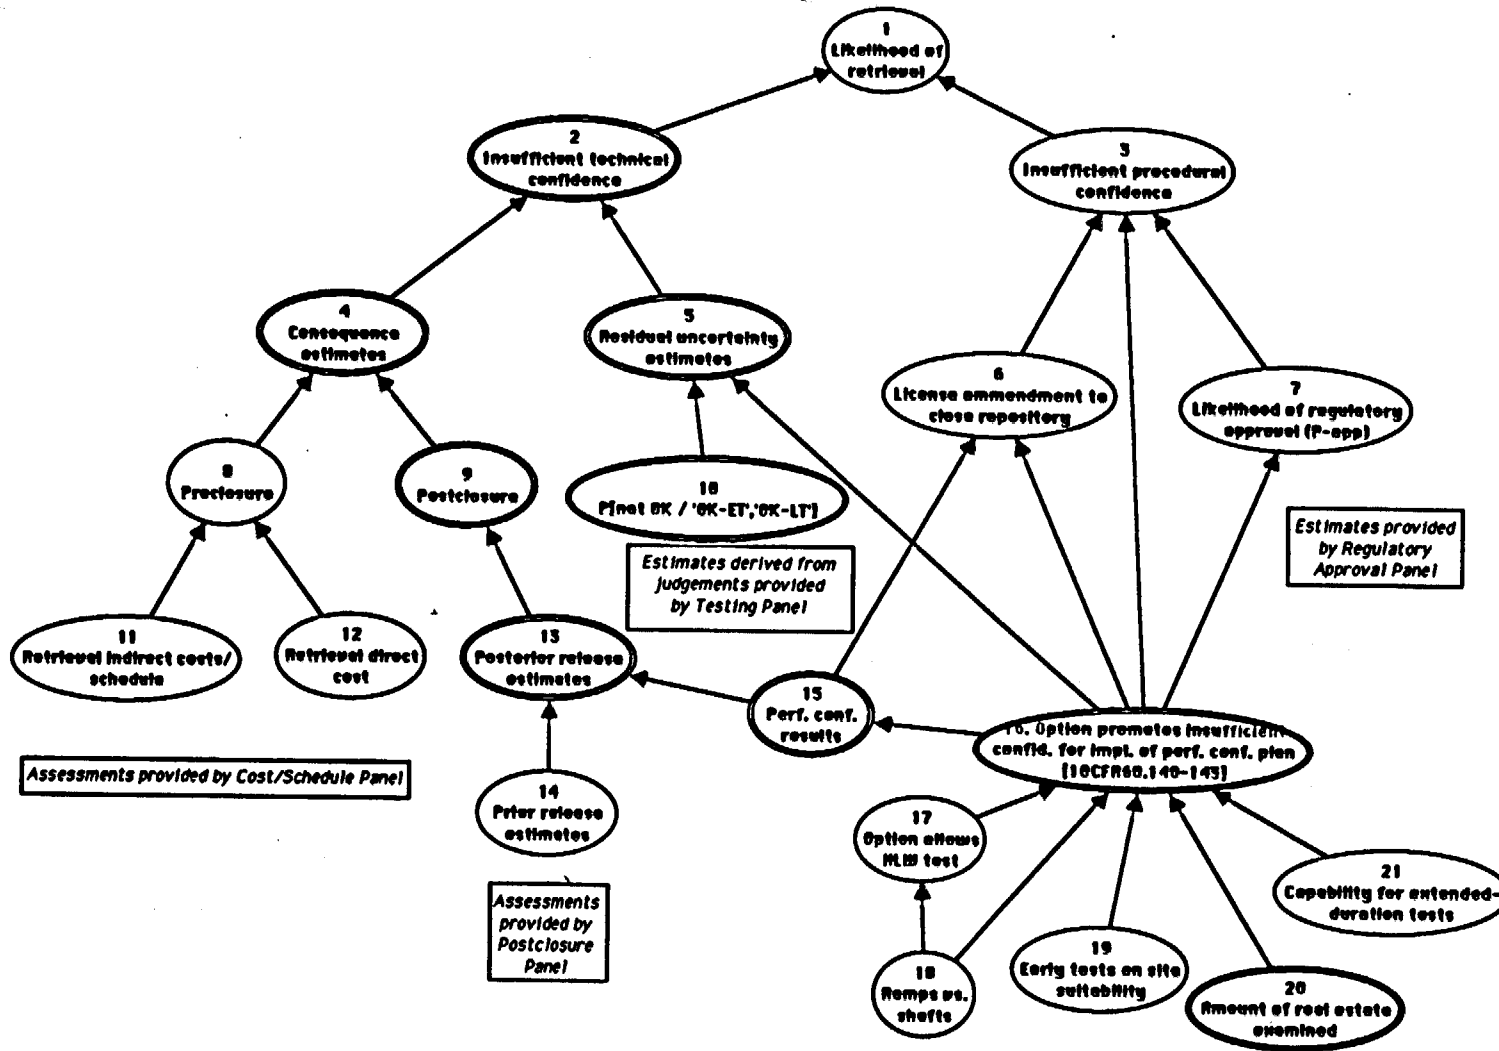 1
Likelihood of
retrieval
2
Insufficient technical
confidence
3
Insufficient procedural
confidence
4
Consequence
estimates
5
Residual uncertainty
estimates
6
License ammendment to
close repository
7
Likelihood of regulatory
approval (P-app)
8
Preclosure
9
Postclosure
10
P[not OK / 'OK-ET','OK-LT']
Estimates derived from
judgements provided
by Testing Panel
Estimates provided
by Regulatory
Approval Panel
11
Retrieval indirect costs/
schedule
12
Retrieval direct
cost
13
Posterior release
estimates
15
Perf. conf.
results
16. Option promotes insufficient
confid. for impl. of perf. conf. plan
[10CFR60.140-143]
Assessments provided by Cost/Schedule Panel
14
Prior release
estimates
17
Option allows
HLW test
21
Capability for extended-
duration tests
Assessments
provided by
Postclosure
Panel
18
Ramps vs.
shafts
19
Early tests on site
suitability
20
Amount of real estate
examined